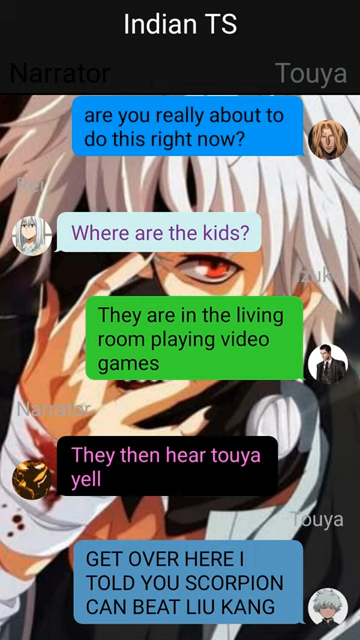 Indian TS
Narrator
Touya
are you really about to
do this right now?
Rei
Where are the kids?
Izuku
They are in the living
room playing video
games
Narrator
They then hear touya
yell
Touya
GET OVER HERE I
TOLD YOU SCORPION
CAN BEAT LIU KANG